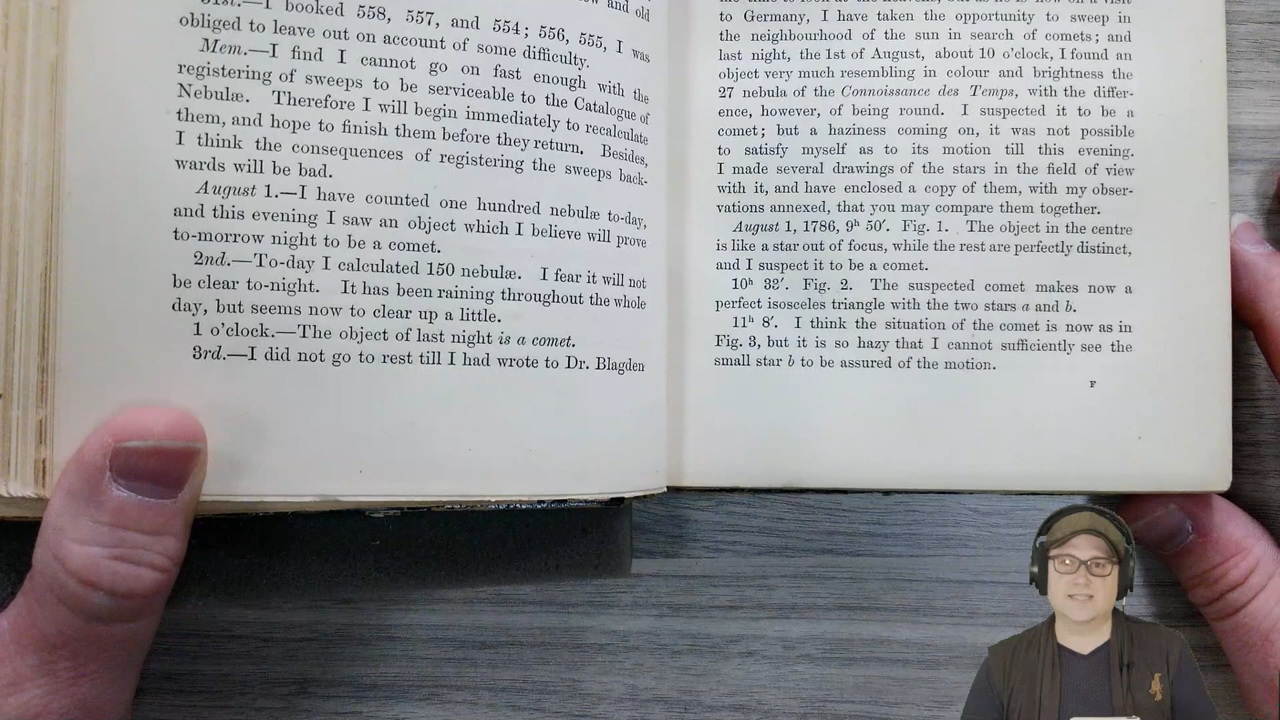 31st.—I booked 558, 557, and 554; 556, 555, I was
obliged to leave out on account of some difficulty.
Mem.—I find I cannot go on fast enough with the
registering of sweeps to be serviceable to the Catalogue of
Nebulæ. Therefore I will begin immediately to recalculate
them, and hope to finish them before they return. Besides,
I think the consequences of registering the sweeps back-
wards will be bad.
August 1.—I have counted one hundred nebulæ to-day,
and this evening I saw an object which I believe will prove
to-morrow night to be a comet.
2nd.—To-day I calculated 150 nebulæ. I fear it will not
be clear to-night. It has been raining throughout the whole
day, but seems now to clear up a little.
1 o'clock.—The object of last night is a comet.
3rd.—I did not go to rest till I had wrote to Dr. Blagden
to Germany, I have taken the opportunity to sweep in
the neighbourhood of the sun in search of comets; and
last night, the 1st of August, about 10 o'clock, I found an
object very much resembling in colour and brightness the
27 nebula of the Connoissance des Temps, with the differ-
ence, however, of being round. I suspected it to be a
comet; but a haziness coming on, it was not possible
to satisfy myself as to its motion till this evening.
I made several drawings of the stars in the field of view
with it, and have enclosed a copy of them, with my obser-
vations annexed, that you may compare them together.
August 1, 1786, 9ʰ 50′. Fig. 1. The object in the centre
is like a star out of focus, while the rest are perfectly distinct,
and I suspect it to be a comet.
10ʰ 33′. Fig. 2. The suspected comet makes now a
perfect isosceles triangle with the two stars a and b.
11ʰ 8′. I think the situation of the comet is now as in
Fig. 3, but it is so hazy that I cannot sufficiently see the
small star b to be assured of the motion.
F